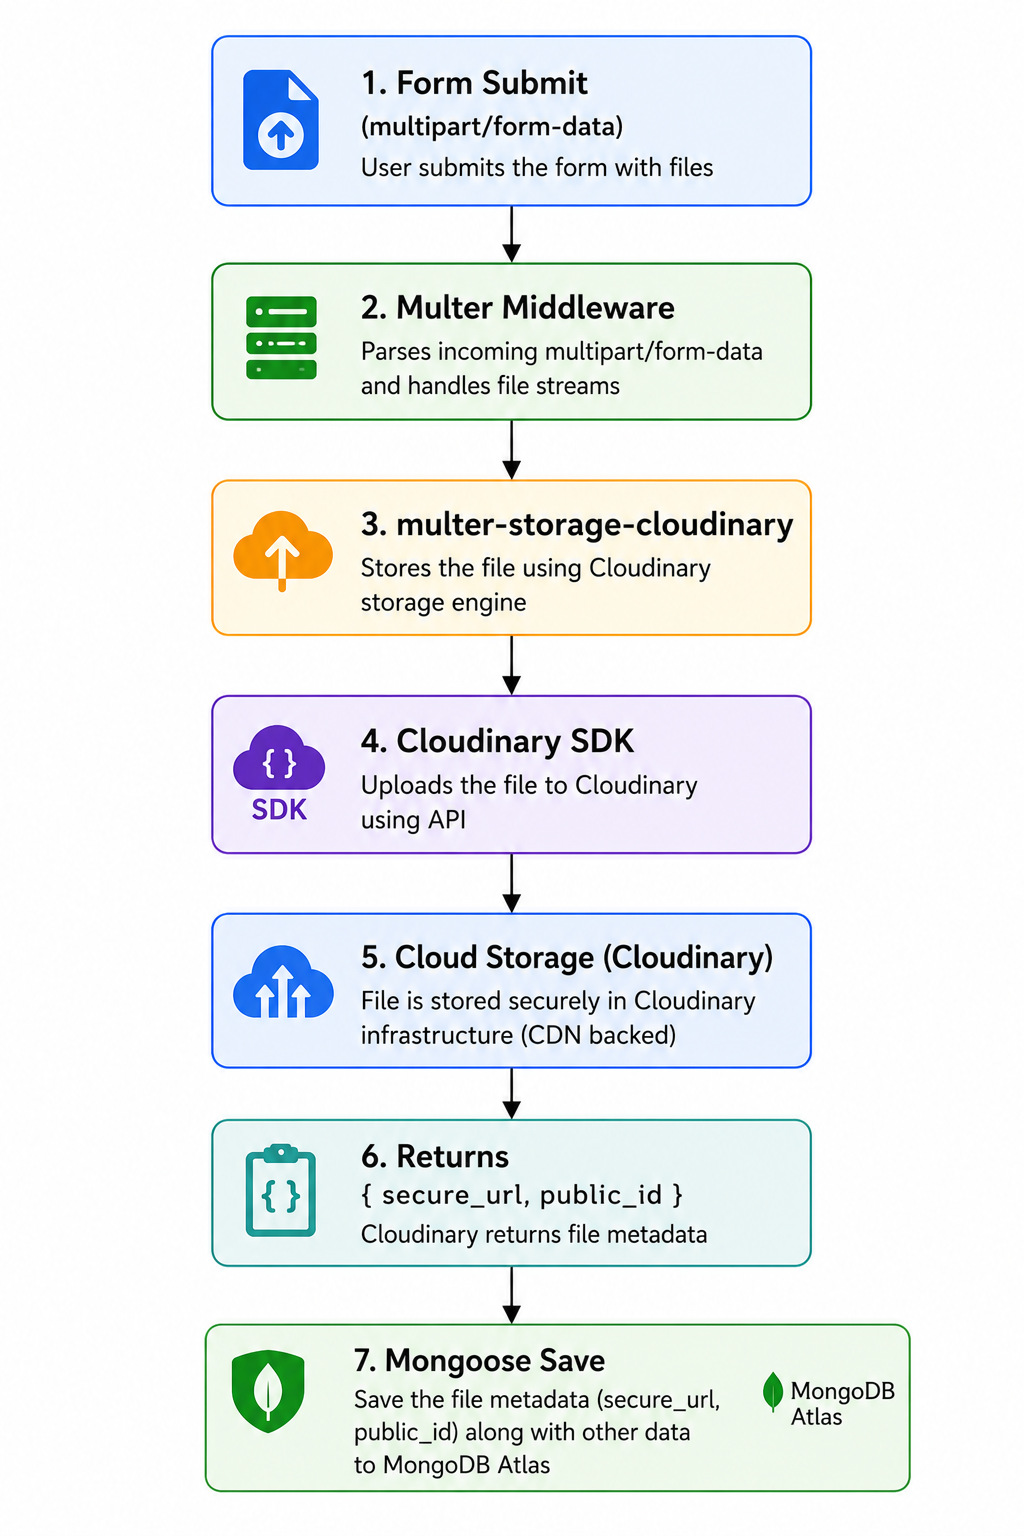 1. Form Submit
(multipart/form-data)
User submits the form with files
2. Multer Middleware
Parses incoming multipart/form-data
and handles file streams
3. multer-storage-cloudinary
Stores the file using Cloudinary
storage engine
{ }
SDK
4. Cloudinary SDK
Uploads the file to Cloudinary
using API
5. Cloud Storage (Cloudinary)
File is stored securely in Cloudinary
infrastructure (CDN backed)
{ }
6. Returns
{ secure_url, public_id }
Cloudinary returns file metadata
7. Mongoose Save
Save the file metadata (secure_url,
public_id) along with other data
to MongoDB Atlas
MongoDB
Atlas